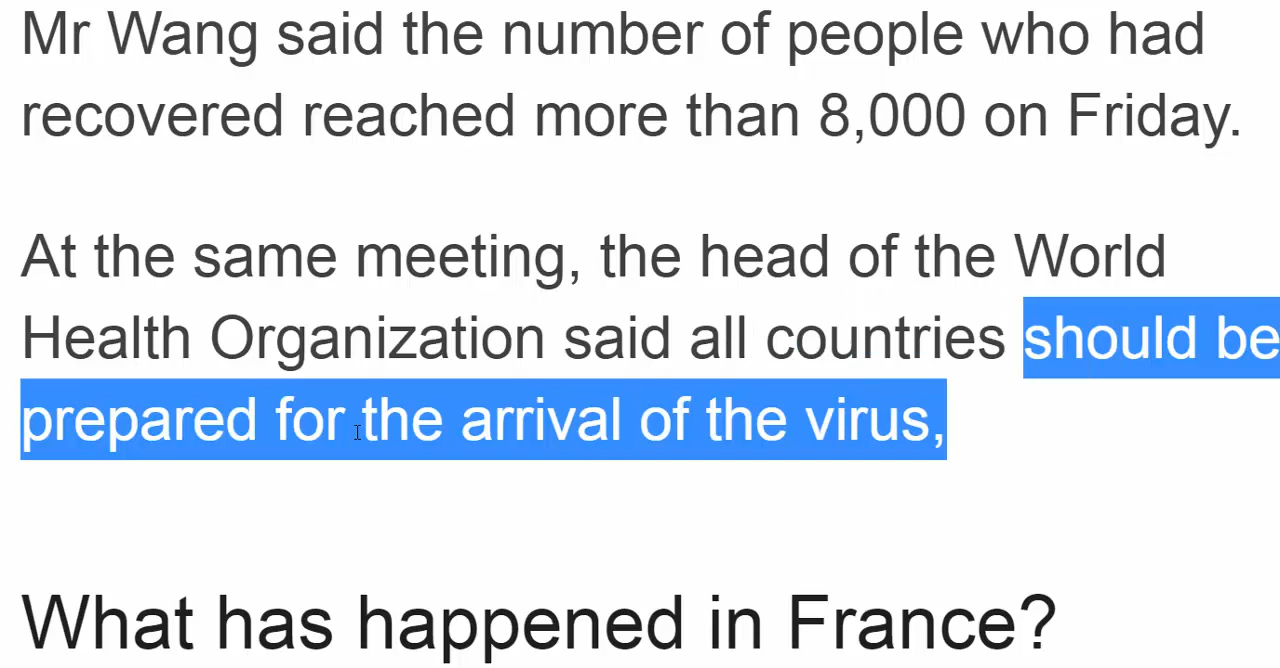 Mr Wang said the number of people who had
recovered reached more than 8,000 on Friday.
At the same meeting, the head of the World
Health Organization said all countries should be
prepared for the arrival of the virus,
What has happened in France?